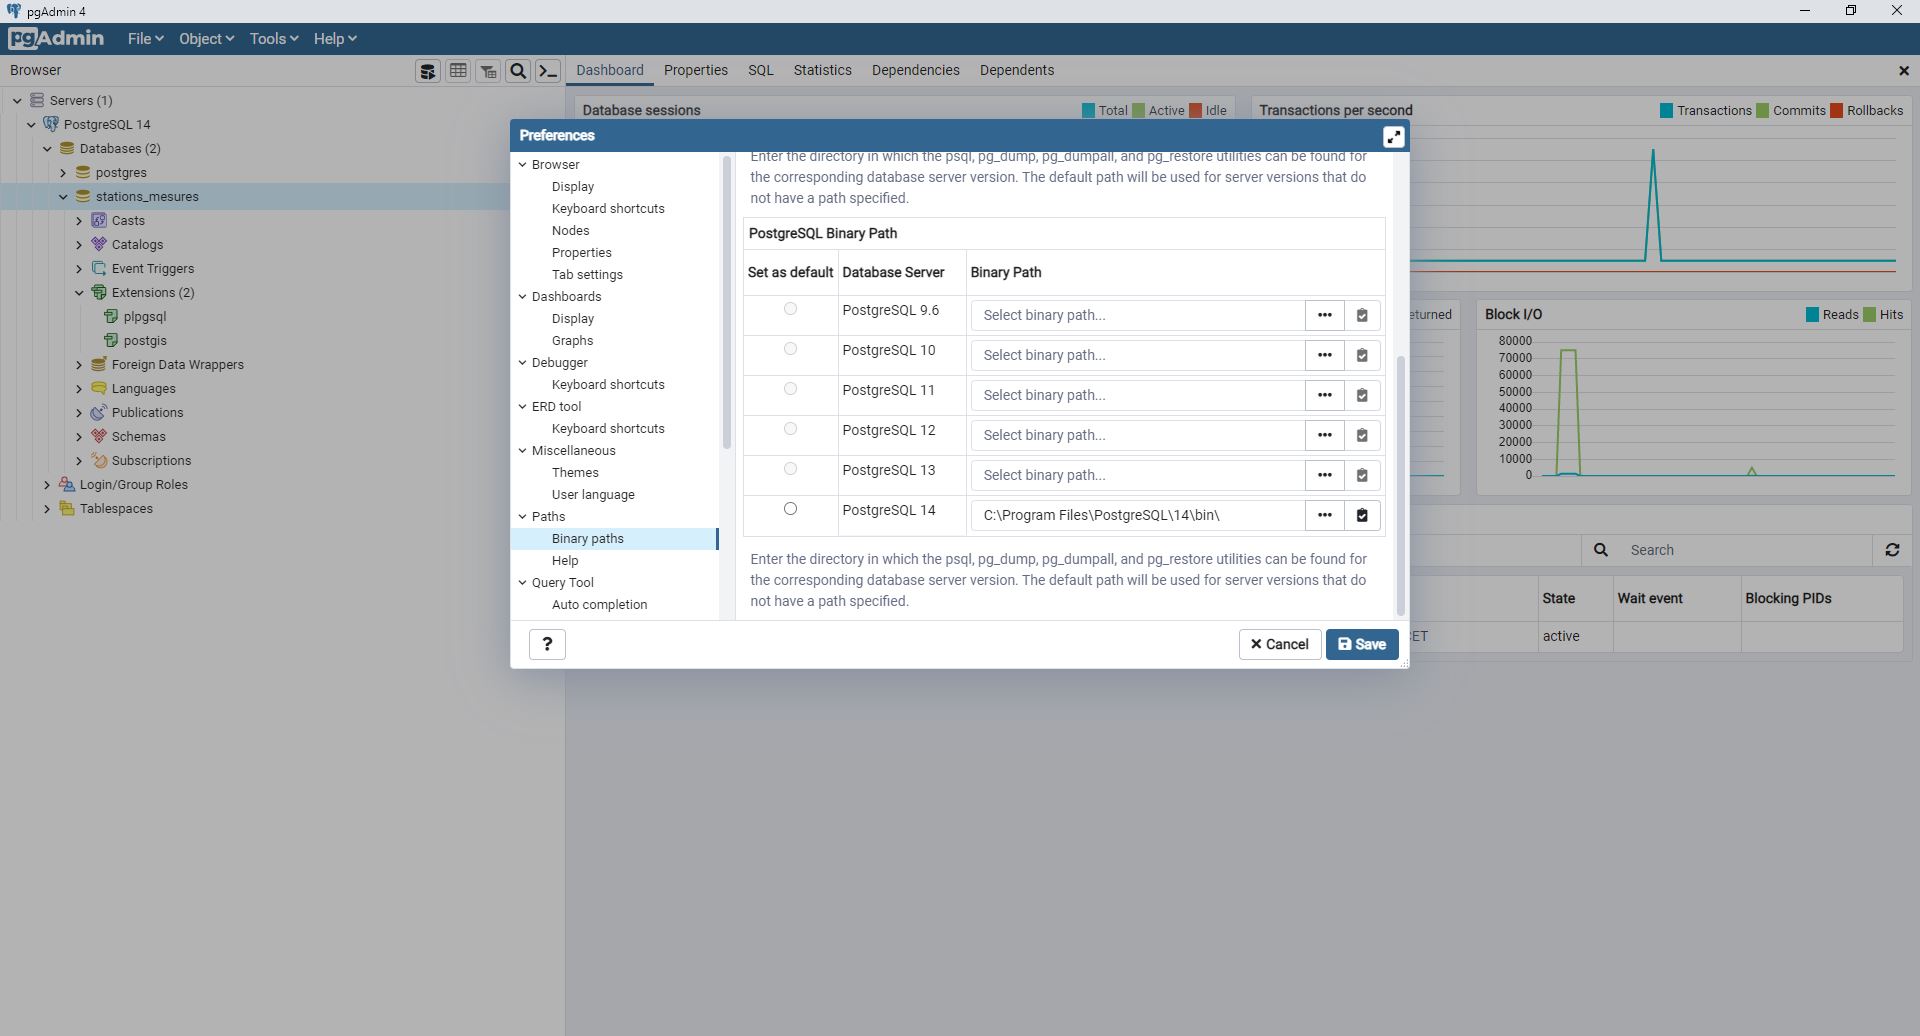 pgAdmin 4
pgAdmin
File
Object
Tools
Help
Browser
Dashboard
Properties
SQL
Statistics
Dependencies
Dependents
Servers (1)
PostgreSQL 14
Databases (2)
postgres
stations_mesures
Casts
Catalogs
Event Triggers
Extensions (2)
plpgsql
postgis
Foreign Data Wrappers
Languages
Publications
Schemas
Subscriptions
Login/Group Roles
Tablespaces
Database sessions
Total Active Idle
Transactions per second
Transactions Commits Rollbacks
Preferences
Browser
Display
Keyboard shortcuts
Nodes
Properties
Tab settings
Dashboards
Display
Graphs
Debugger
Keyboard shortcuts
ERD tool
Keyboard shortcuts
Miscellaneous
Themes
User language
Paths
Binary paths
Help
Query Tool
Auto completion
Enter the directory in which the psql, pg_dump, pg_dumpall, and pg_restore utilities can be found for
the corresponding database server version. The default path will be used for server versions that do
not have a path specified.
PostgreSQL Binary Path
Set as default Database Server Binary Path
PostgreSQL 9.6 Select binary path... •••
PostgreSQL 10 Select binary path... •••
PostgreSQL 11 Select binary path... •••
PostgreSQL 12 Select binary path... •••
PostgreSQL 13 Select binary path... •••
PostgreSQL 14 C:\Program Files\PostgreSQL\14\bin\ •••
Enter the directory in which the psql, pg_dump, pg_dumpall, and pg_restore utilities can be found for
the corresponding database server version. The default path will be used for server versions that do
not have a path specified.
?
Cancel
Save
eturned
Block I/O
Reads Hits
80000
70000
60000
50000
40000
30000
20000
10000
0
Search
State Wait event Blocking PIDs
CET active